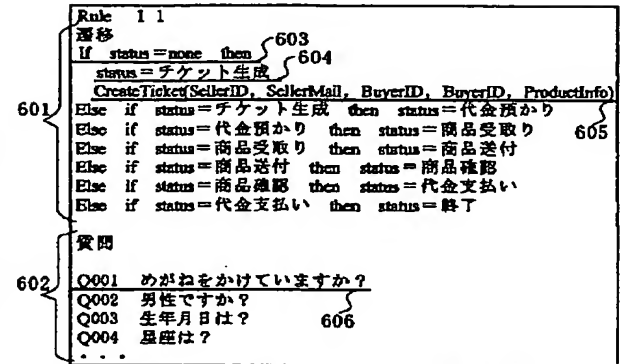 Rule 1 1
遷移
If status=none then 603
status=チケット生成 604
CreateTicket(SellerID, SellerMail, BuyerID, BuyerID, ProductInfo)
601 Else if status=チケット生成 then status=代金預かり
Else if status=代金預かり then status=商品受取り 605
Else if status=商品受取り then status=商品送付
Else if status=商品送付 then status=商品確認
Else if status=商品確認 then status=代金支払い
Else if status=代金支払い then status=終了
質問
602 Q001 めがねをかけていますか?
Q002 男性ですか?
Q003 生年月日は? 606
Q004 星座は?
・・・